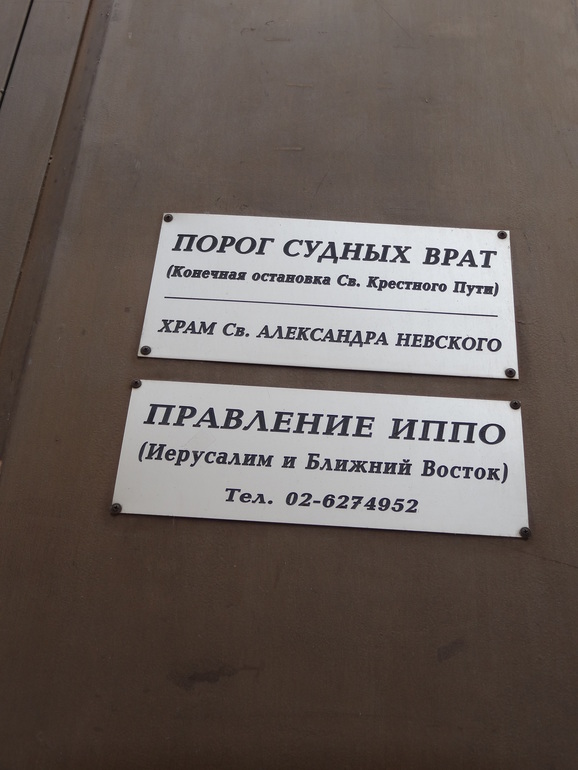 ПОРОГ СУДНЫХ ВРАТ
(Конечная остановка Св. Крестного Пути)
ХРАМ Св. АЛЕКСАНДРА НЕВСКОГО
ПРАВЛЕНИЕ ИППО
(Иерусалим и Ближний Восток)
Тел. 02-6274952